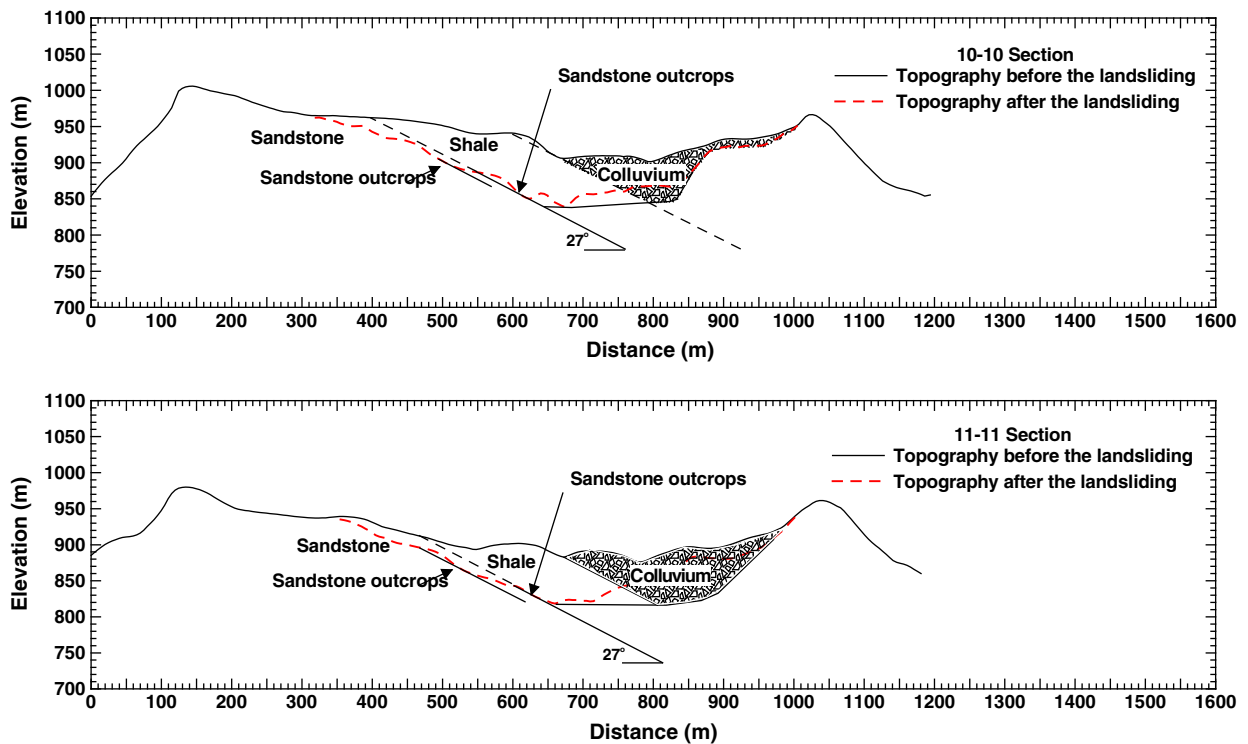 1100
1050
1000
950
900
850
800
750
700
Elevation (m)
10-10 Section
Topography before the landsliding
Topography after the landsliding
Sandstone outcrops
Sandstone
Shale
Sandstone outcrops
Colluvium
27°
0 100 200 300 400 500 600 700 800 900 1000 1100 1200 1300 1400 1500 1600
Distance (m)
1100
1050
1000
950
900
850
800
750
700
Elevation (m)
11-11 Section
Topography before the landsliding
Topography after the landsliding
Sandstone outcrops
Sandstone
Shale
Sandstone outcrops
Colluvium
27°
0 100 200 300 400 500 600 700 800 900 1000 1100 1200 1300 1400 1500 1600
Distance (m)